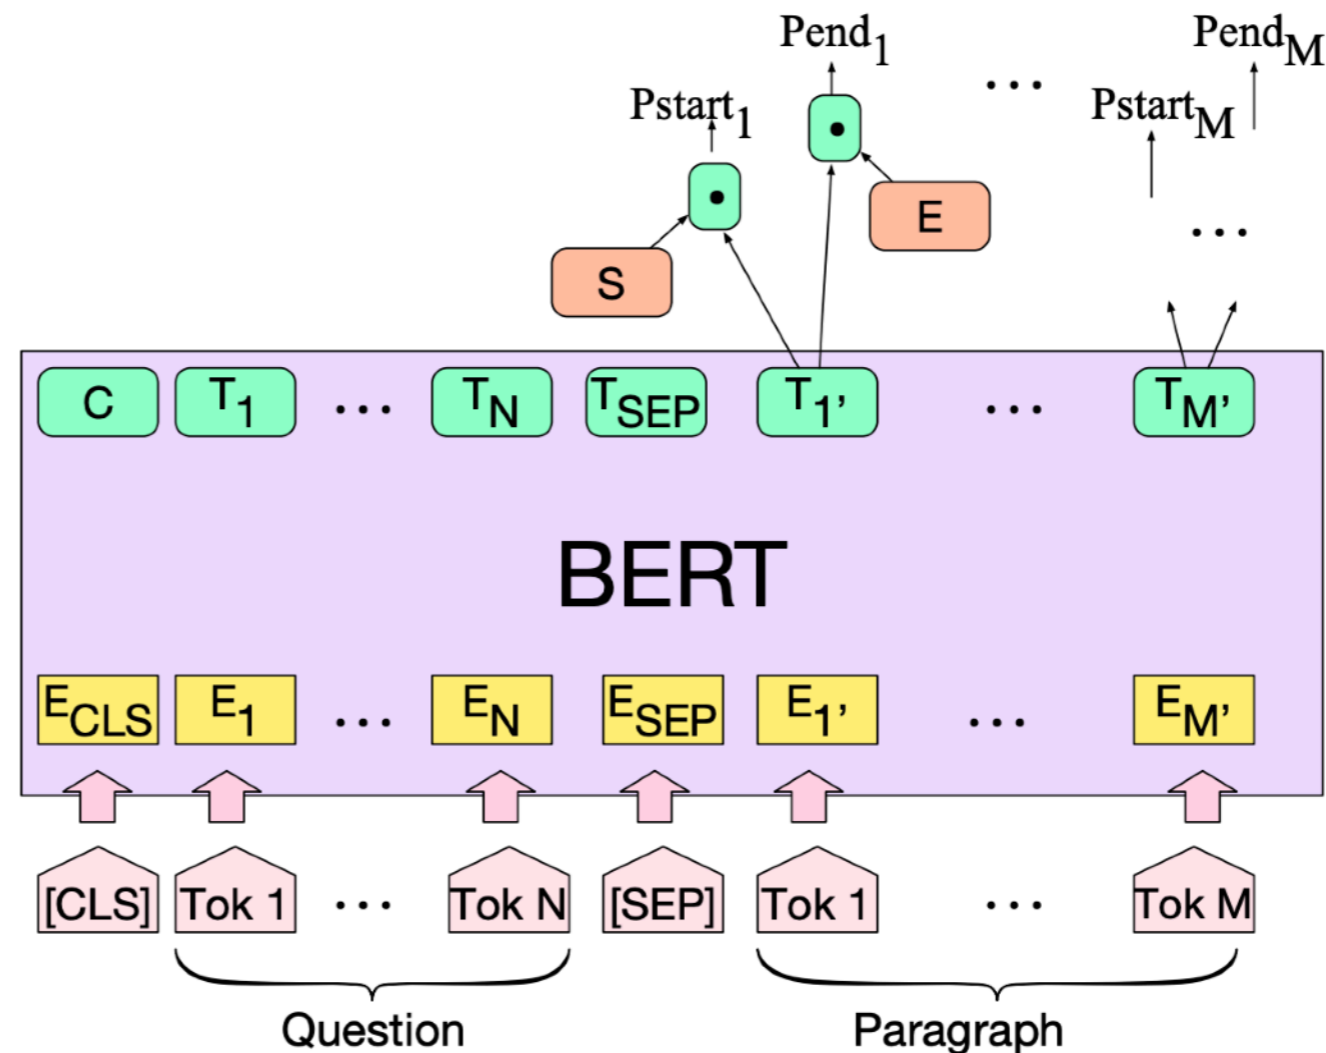 Pend1 ... PendM
Pstart1 PstartM
E ...
S
C T1 ... TN TSEP T1' ... TM'
BERT
ECLS E1 ... EN ESEP E1' ... EM'
[CLS] Tok 1 ... Tok N [SEP] Tok 1 ... Tok M
Question Paragraph